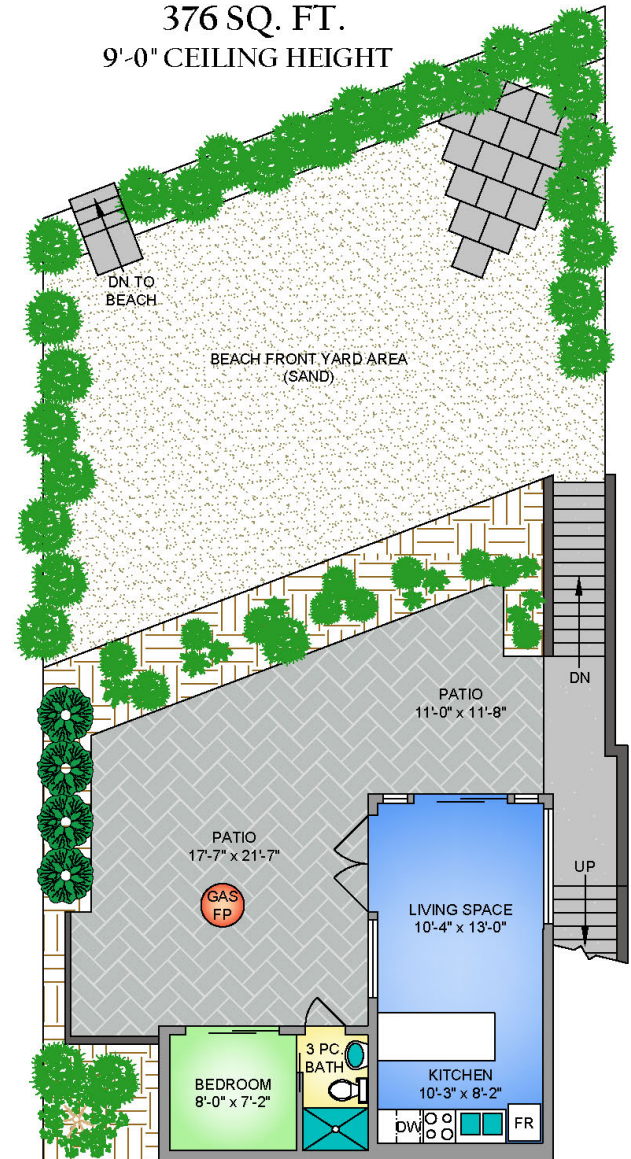 376 SQ. FT.
9'-0" CEILING HEIGHT
DN TO
BEACH
BEACH FRONT YARD AREA
(SAND)
DN
PATIO
11'-0" x 11'-8"
PATIO
17'-7" x 21'-7"
UP
GAS
FP
LIVING SPACE
10'-4" x 13'-0"
3 PC
BATH
BEDROOM
8'-0" x 7'-2"
KITCHEN
10'-3" x 8'-2"
DW
FR